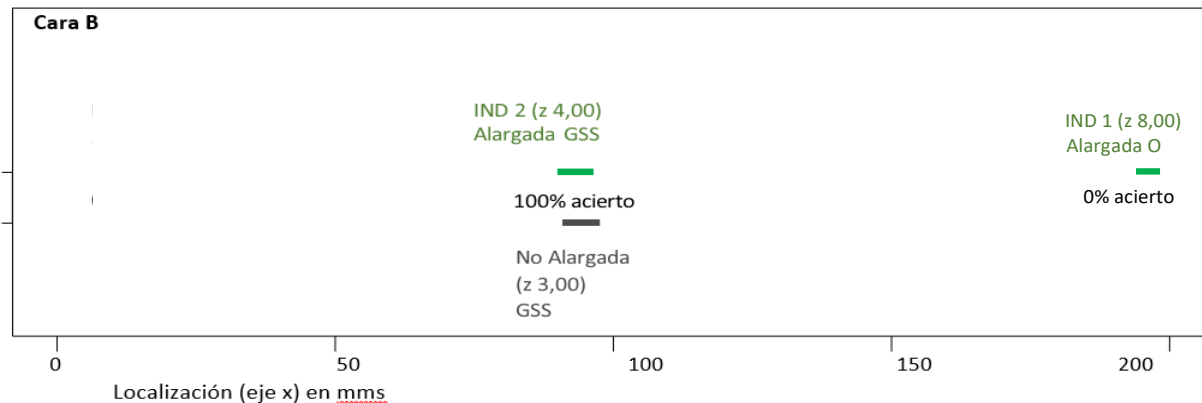 Cara B
IND 2 (z 4,00)
Alargada GSS
IND 1 (z 8,00)
Alargada O
100% acierto
0% acierto
No Alargada
(z 3,00)
GSS
0 50 100 150 200
Localización (eje x) en mms